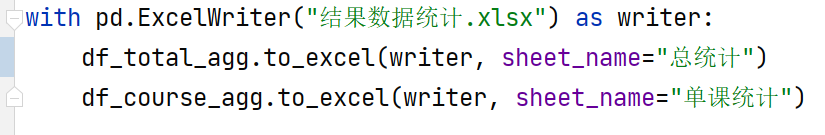 with pd.ExcelWriter("结果数据统计.xlsx") as writer:
    df_total_agg.to_excel(writer, sheet_name="总统计")
    df_course_agg.to_excel(writer, sheet_name="单课统计")